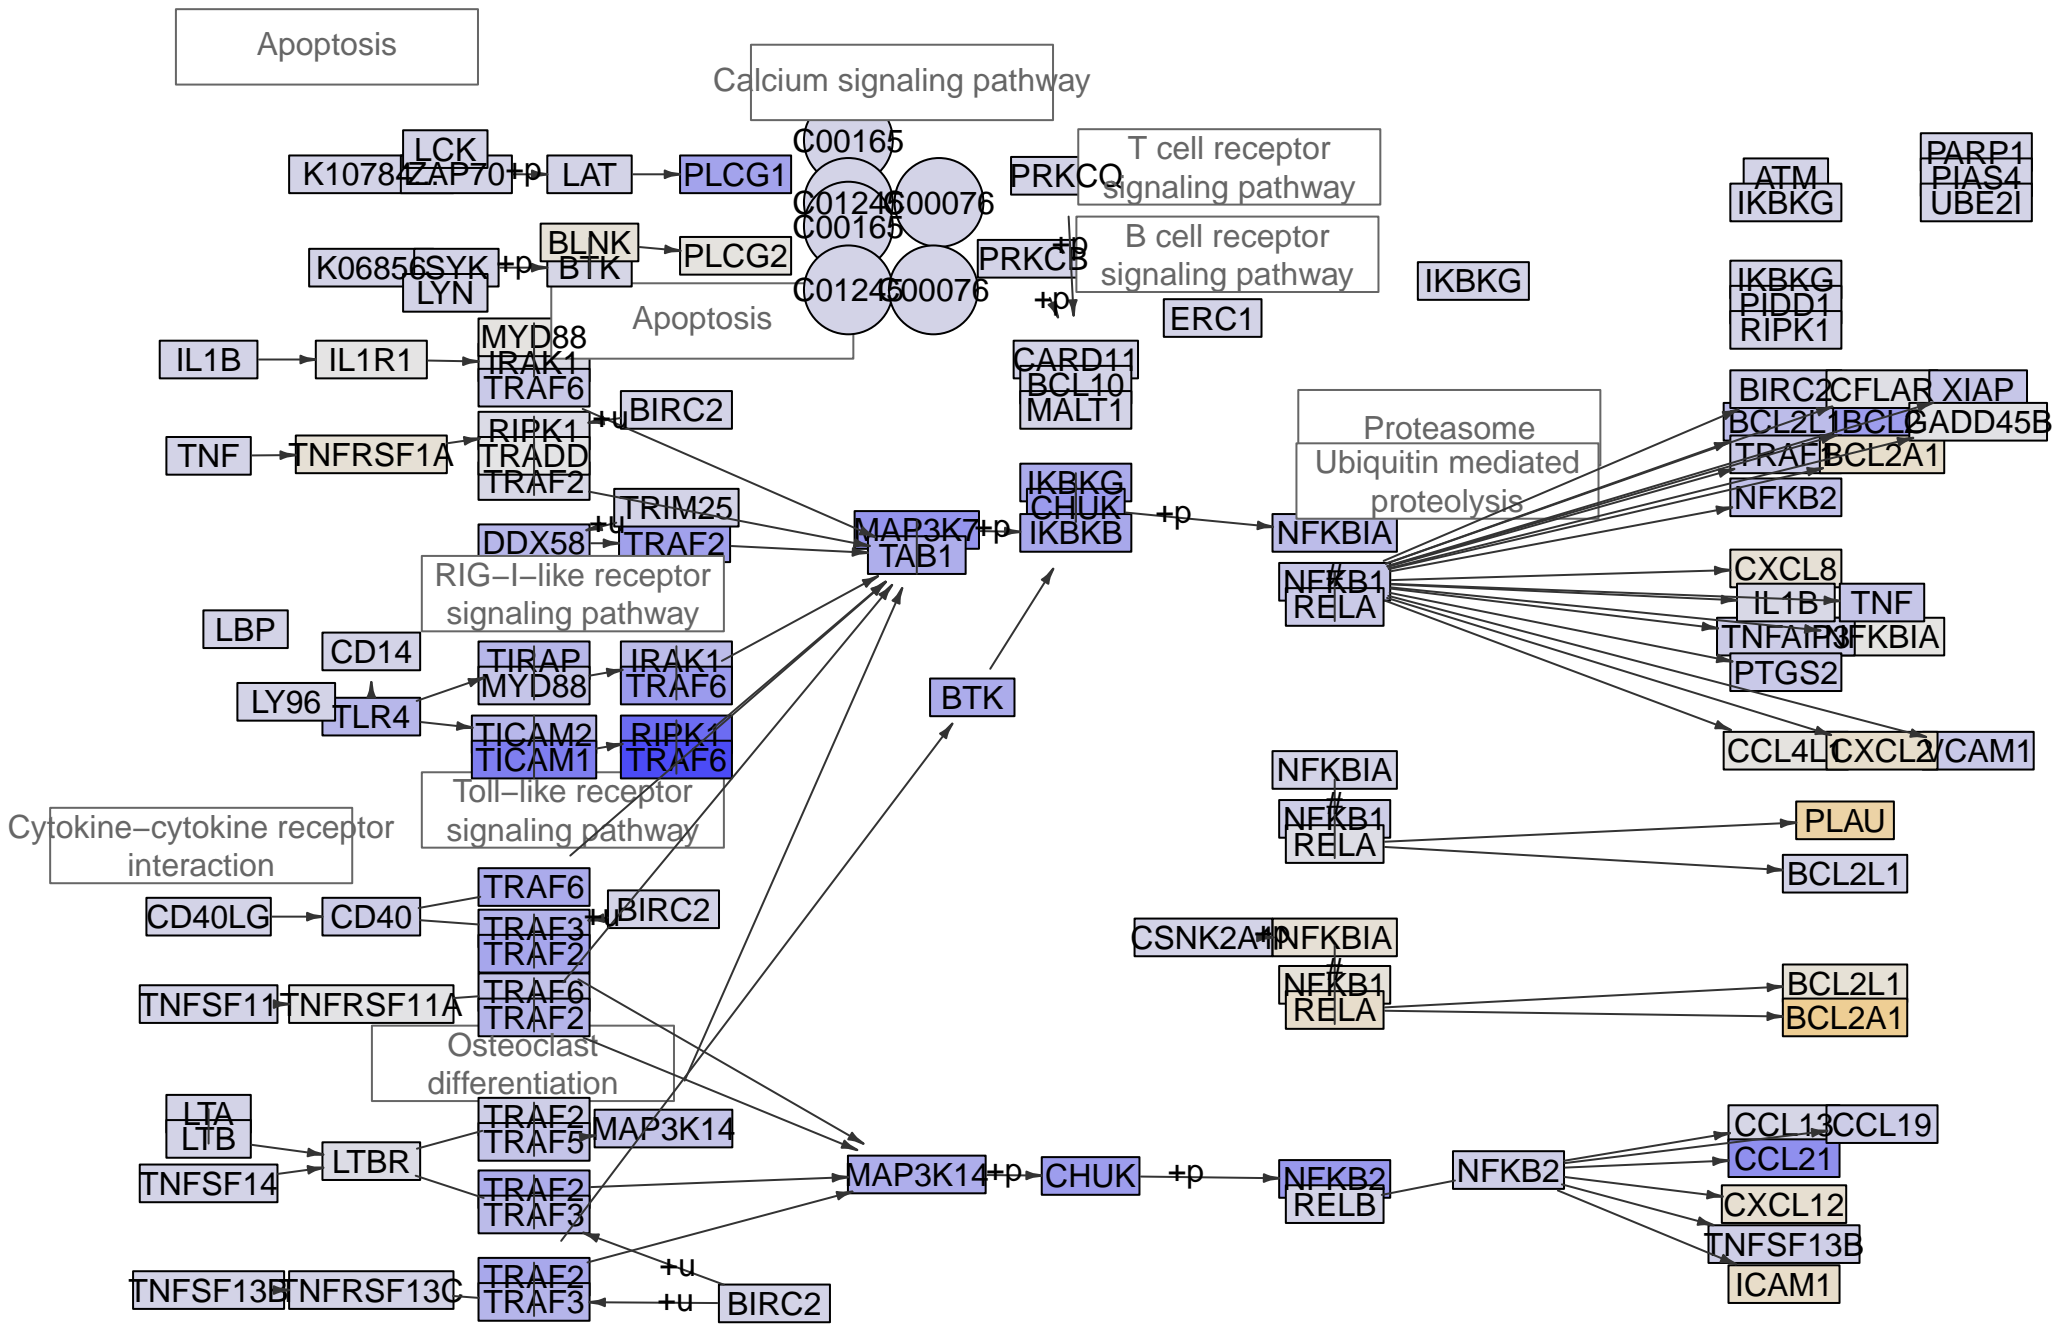 Apoptosis
Calcium signaling pathway
LCK
K10784
ZAP70
+p
LAT
PLCG1
C00165
C01245
C00076
C00165
PRKCQ
T cell receptor
signaling pathway
ATM
IKBKG
PARP1
PIAS4
UBE2I
BLNK
K06856
SYK
+p
BTK
LYN
PLCG2
C01245
C00076
PRKCB
+p
+p
B cell receptor
signaling pathway
ERC1
IKBKG
IKBKG
PIDD1
RIPK1
Apoptosis
IL1B
IL1R1
MYD88
IRAK1
TRAF6
CARD11
BCL10
MALT1
TNF
TNFRSF1A
RIPK1
TRADD
TRAF2
+u
BIRC2
Proteasome
Ubiquitin mediated
proteolysis
BIRC2
CFLAR
XIAP
BCL2L1
BCL2
GADD45B
TRAF1
BCL2A1
NFKB2
TRIM25
+u
DDX58
TRAF2
MAP3K7
TAB1
+p
IKBKG
CHUK
IKBKB
+p
NFKBIA
NFKB1
RELA
RIG−I−like receptor
signaling pathway
CXCL8
IL1B
TNF
TNFAIP3
NFKBIA
PTGS2
LBP
CD14
LY96
TLR4
TIRAP
MYD88
IRAK1
TRAF6
BTK
TICAM2
TICAM1
RIPK1
TRAF6
CCL4L1
CXCL2
VCAM1
Toll−like receptor
signaling pathway
Cytokine−cytokine receptor
interaction
NFKBIA
NFKB1
RELA
PLAU
BCL2L1
CD40LG
CD40
TRAF6
TRAF3
TRAF2
+u
BIRC2
CSNK2A1
+p
NFKBIA
NFKB1
RELA
BCL2L1
BCL2A1
TNFSF11
TNFRSF11A
TRAF6
TRAF2
Osteoclast
differentiation
LTA
LTB
TNFSF14
LTBR
TRAF2
TRAF5
MAP3K14
TRAF2
TRAF3
MAP3K14
+p
CHUK
+p
NFKB2
RELB
NFKB2
CCL13
CCL19
CCL21
CXCL12
TNFSF13B
ICAM1
TNFSF13B
TNFRSF13C
TRAF2
TRAF3
+u
+u
BIRC2